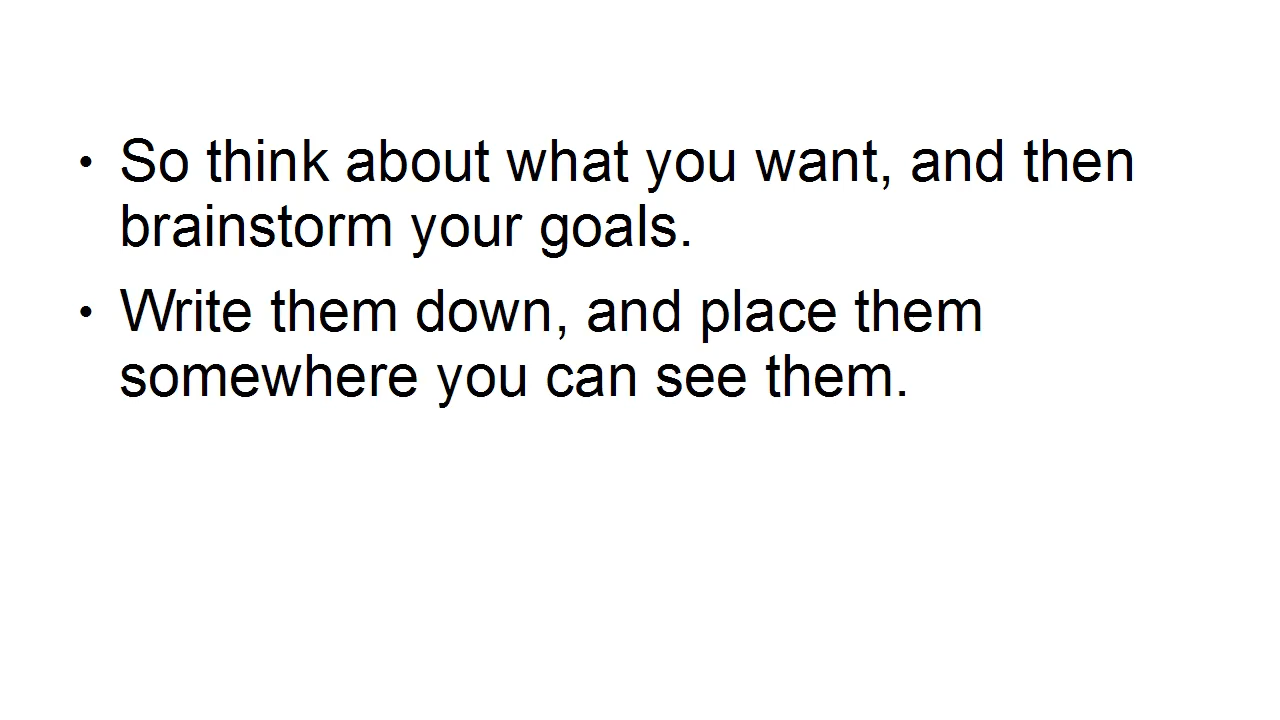 • So think about what you want, and then
brainstorm your goals.
• Write them down, and place them
somewhere you can see them.